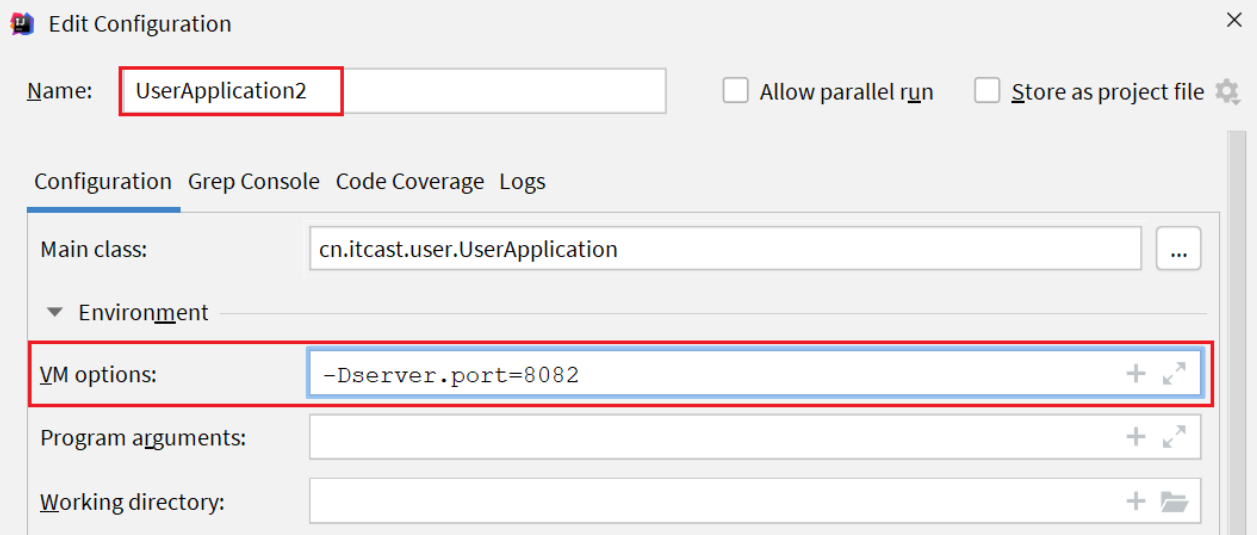 Edit Configuration
Name: UserApplication2 Allow parallel run Store as project file
Configuration Grep Console Code Coverage Logs
Main class: cn.itcast.user.UserApplication ...
Environment
VM options: -Dserver.port=8082
Program arguments:
Working directory: